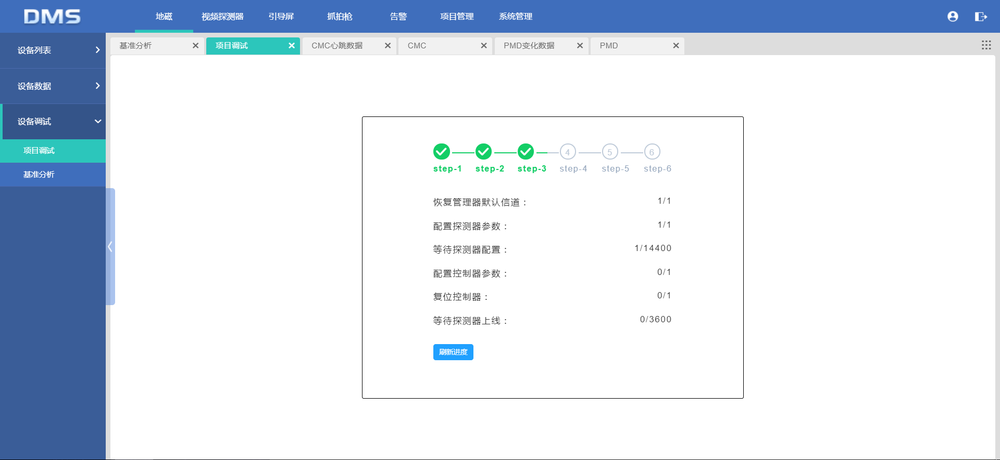 DMS
地磁 视频探测器 引导屏 抓拍枪 告警 项目管理 系统管理
设备列表
设备数据
设备调试
项目调试
基准分析
基准分析 项目调试 CMC心跳数据 CMC PMD变化数据 PMD
4 5 6
step-1 step-2 step-3 step-4 step-5 step-6
恢复管理器默认信道： 1/1
配置探测器参数： 1/1
等待探测器配置： 1/14400
配置控制器参数： 0/1
复位控制器： 0/1
等待探测器上线： 0/3600
刷新进度